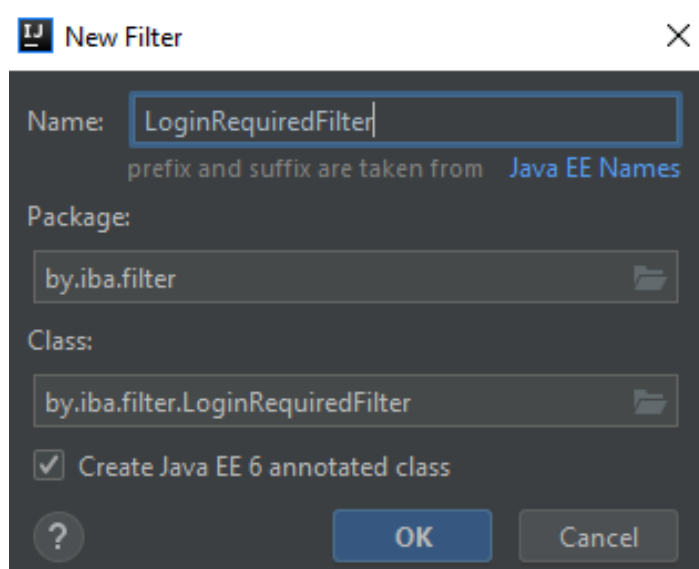 IJ New Filter
Name: LoginRequiredFilter
prefix and suffix are taken from Java EE Names
Package:
by.iba.filter
Class:
by.iba.filter.LoginRequiredFilter
Create Java EE 6 annotated class
? OK Cancel